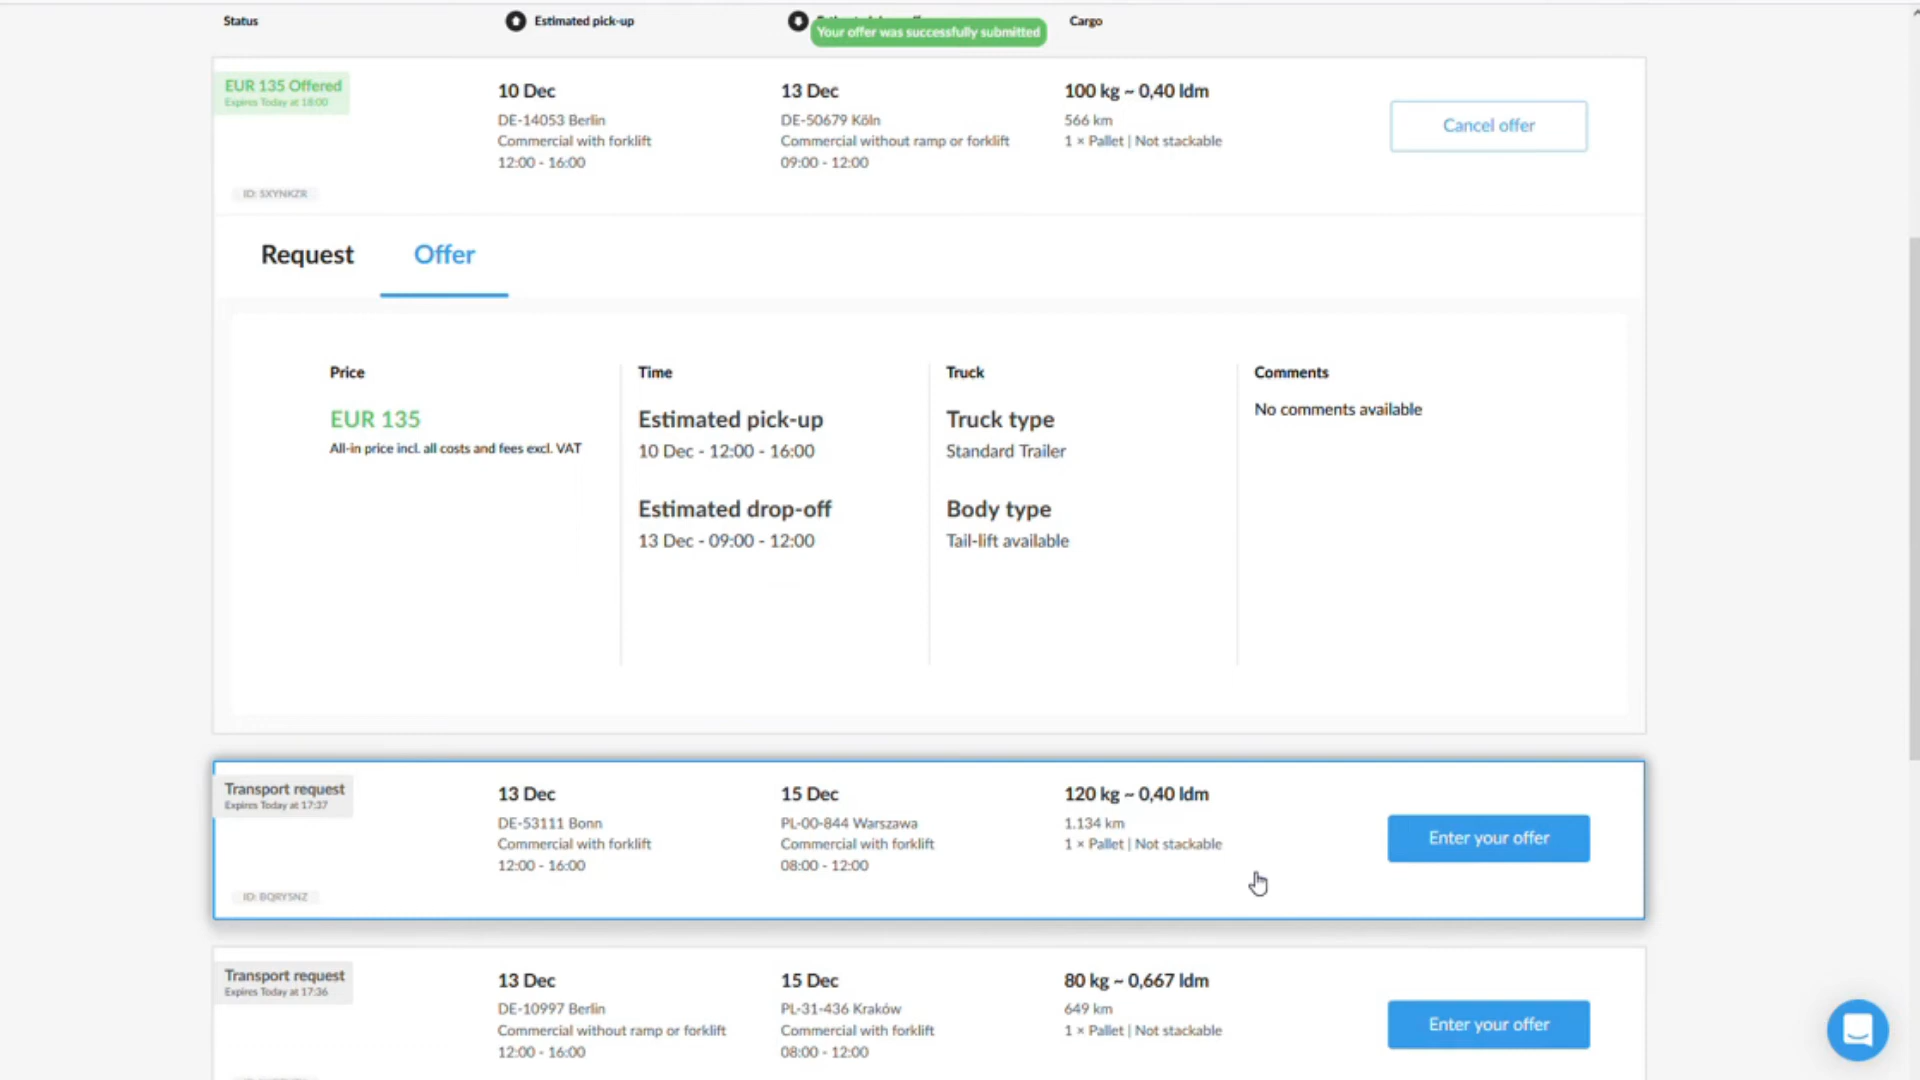 Status
Estimated pick-up
Your offer was successfully submitted
Cargo
EUR 135 Offered
Expires Today at 18:00
10 Dec
DE-14053 Berlin
Commercial with forklift
12:00 - 16:00
13 Dec
DE-50679 Köln
Commercial without ramp or forklift
09:00 - 12:00
100 kg ~ 0,40 ldm
566 km
1 × Pallet | Not stackable
Cancel offer
ID: SXYNKZR
Request
Offer
Price
EUR 135
All-in price incl. all costs and fees excl. VAT
Time
Estimated pick-up
10 Dec - 12:00 - 16:00
Estimated drop-off
13 Dec - 09:00 - 12:00
Truck
Truck type
Standard Trailer
Body type
Tail-lift available
Comments
No comments available
Transport request
Expires Today at 17:37
13 Dec
DE-53111 Bonn
Commercial with forklift
12:00 - 16:00
15 Dec
PL-00-844 Warszawa
Commercial with forklift
08:00 - 12:00
120 kg ~ 0,40 ldm
1.134 km
1 × Pallet | Not stackable
Enter your offer
ID: BQRYSNZ
Transport request
Expires Today at 17:36
13 Dec
DE-10997 Berlin
Commercial without ramp or forklift
12:00 - 16:00
15 Dec
PL-31-436 Kraków
Commercial with forklift
08:00 - 12:00
80 kg ~ 0,667 ldm
649 km
1 × Pallet | Not stackable
Enter your offer